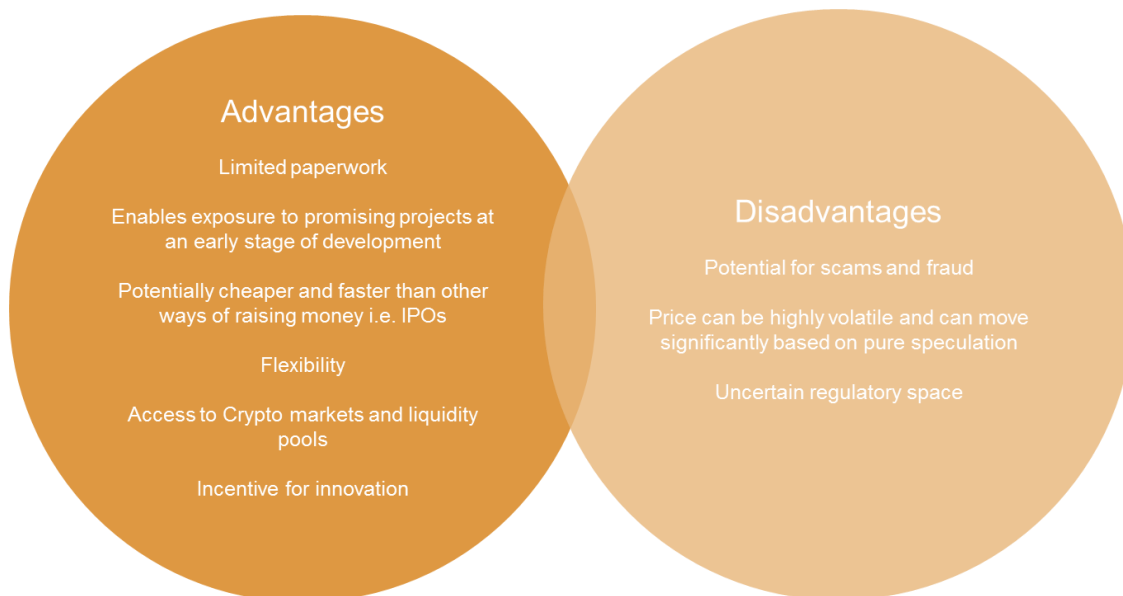 Advantages
Limited paperwork
Enables exposure to promising projects at
an early stage of development
Potentially cheaper and faster than other
ways of raising money i.e. IPOs
Flexibility
Access to Crypto markets and liquidity
pools
Incentive for innovation
Disadvantages
Potential for scams and fraud
Price can be highly volatile and can move
significantly based on pure speculation
Uncertain regulatory space